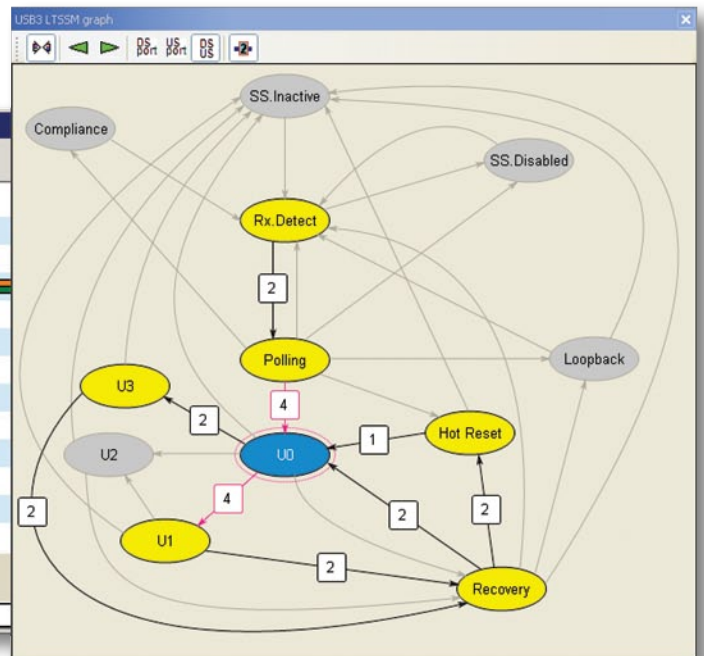 USB3 LTSSM graph
DS port
US port
DS US
2
SS.Inactive
Compliance
SS.Disabled
Rx.Detect
2
Polling
Loopback
4
U3
2
Hot Reset
1
U2
U0
4
2
2
2
U1
2
Recovery